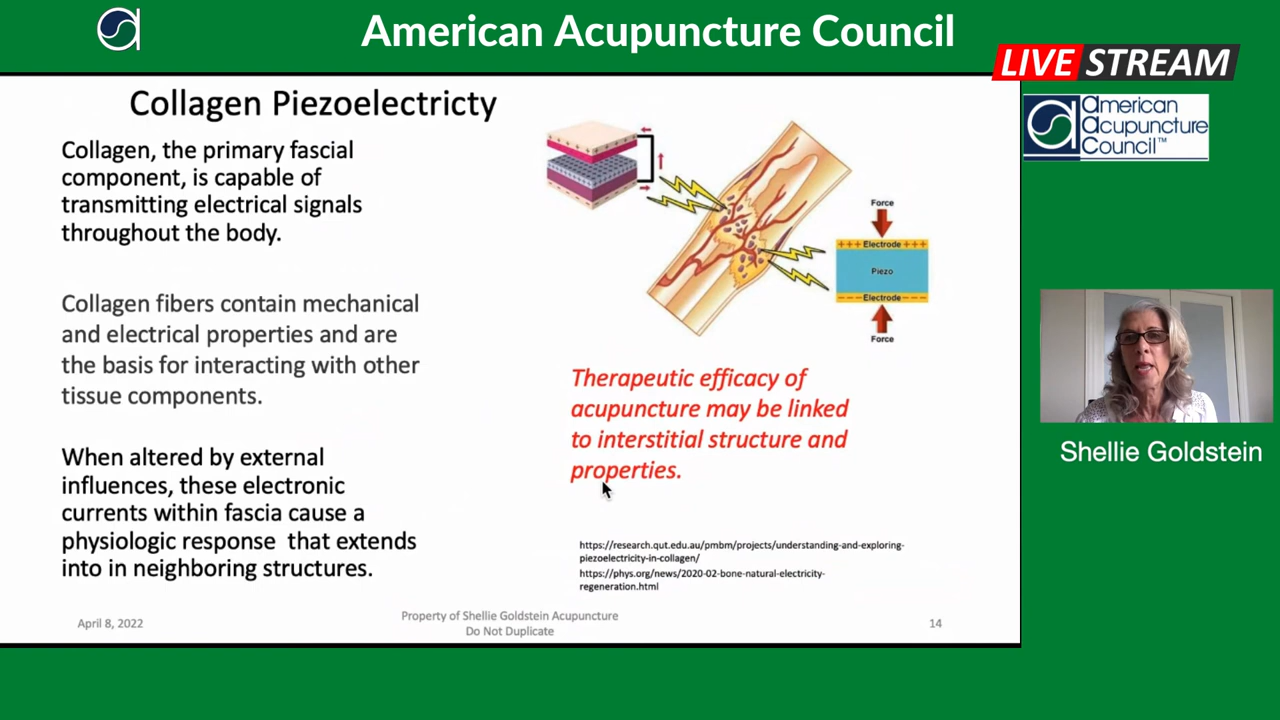 American Acupuncture Council
LIVE STREAM
american
acupuncture
council™
Collagen Piezoelectricty
Collagen, the primary fascial
component, is capable of
transmitting electrical signals
throughout the body.
Collagen fibers contain mechanical
and electrical properties and are
the basis for interacting with other
tissue components.
When altered by external
influences, these electronic
currents within fascia cause a
physiologic response that extends
into in neighboring structures.
Force
+++ Electrode +++
Piezo
--- Electrode ---
Force
Therapeutic efficacy of
acupuncture may be linked
to interstitial structure and
properties.
https://research.qut.edu.au/pmbm/projects/understanding-and-exploring-
piezoelectricity-in-collagen/
https://phys.org/news/2020-02-bone-natural-electricity-
regeneration.html
April 8, 2022
Property of Shellie Goldstein Acupuncture
Do Not Duplicate
14
Shellie Goldstein